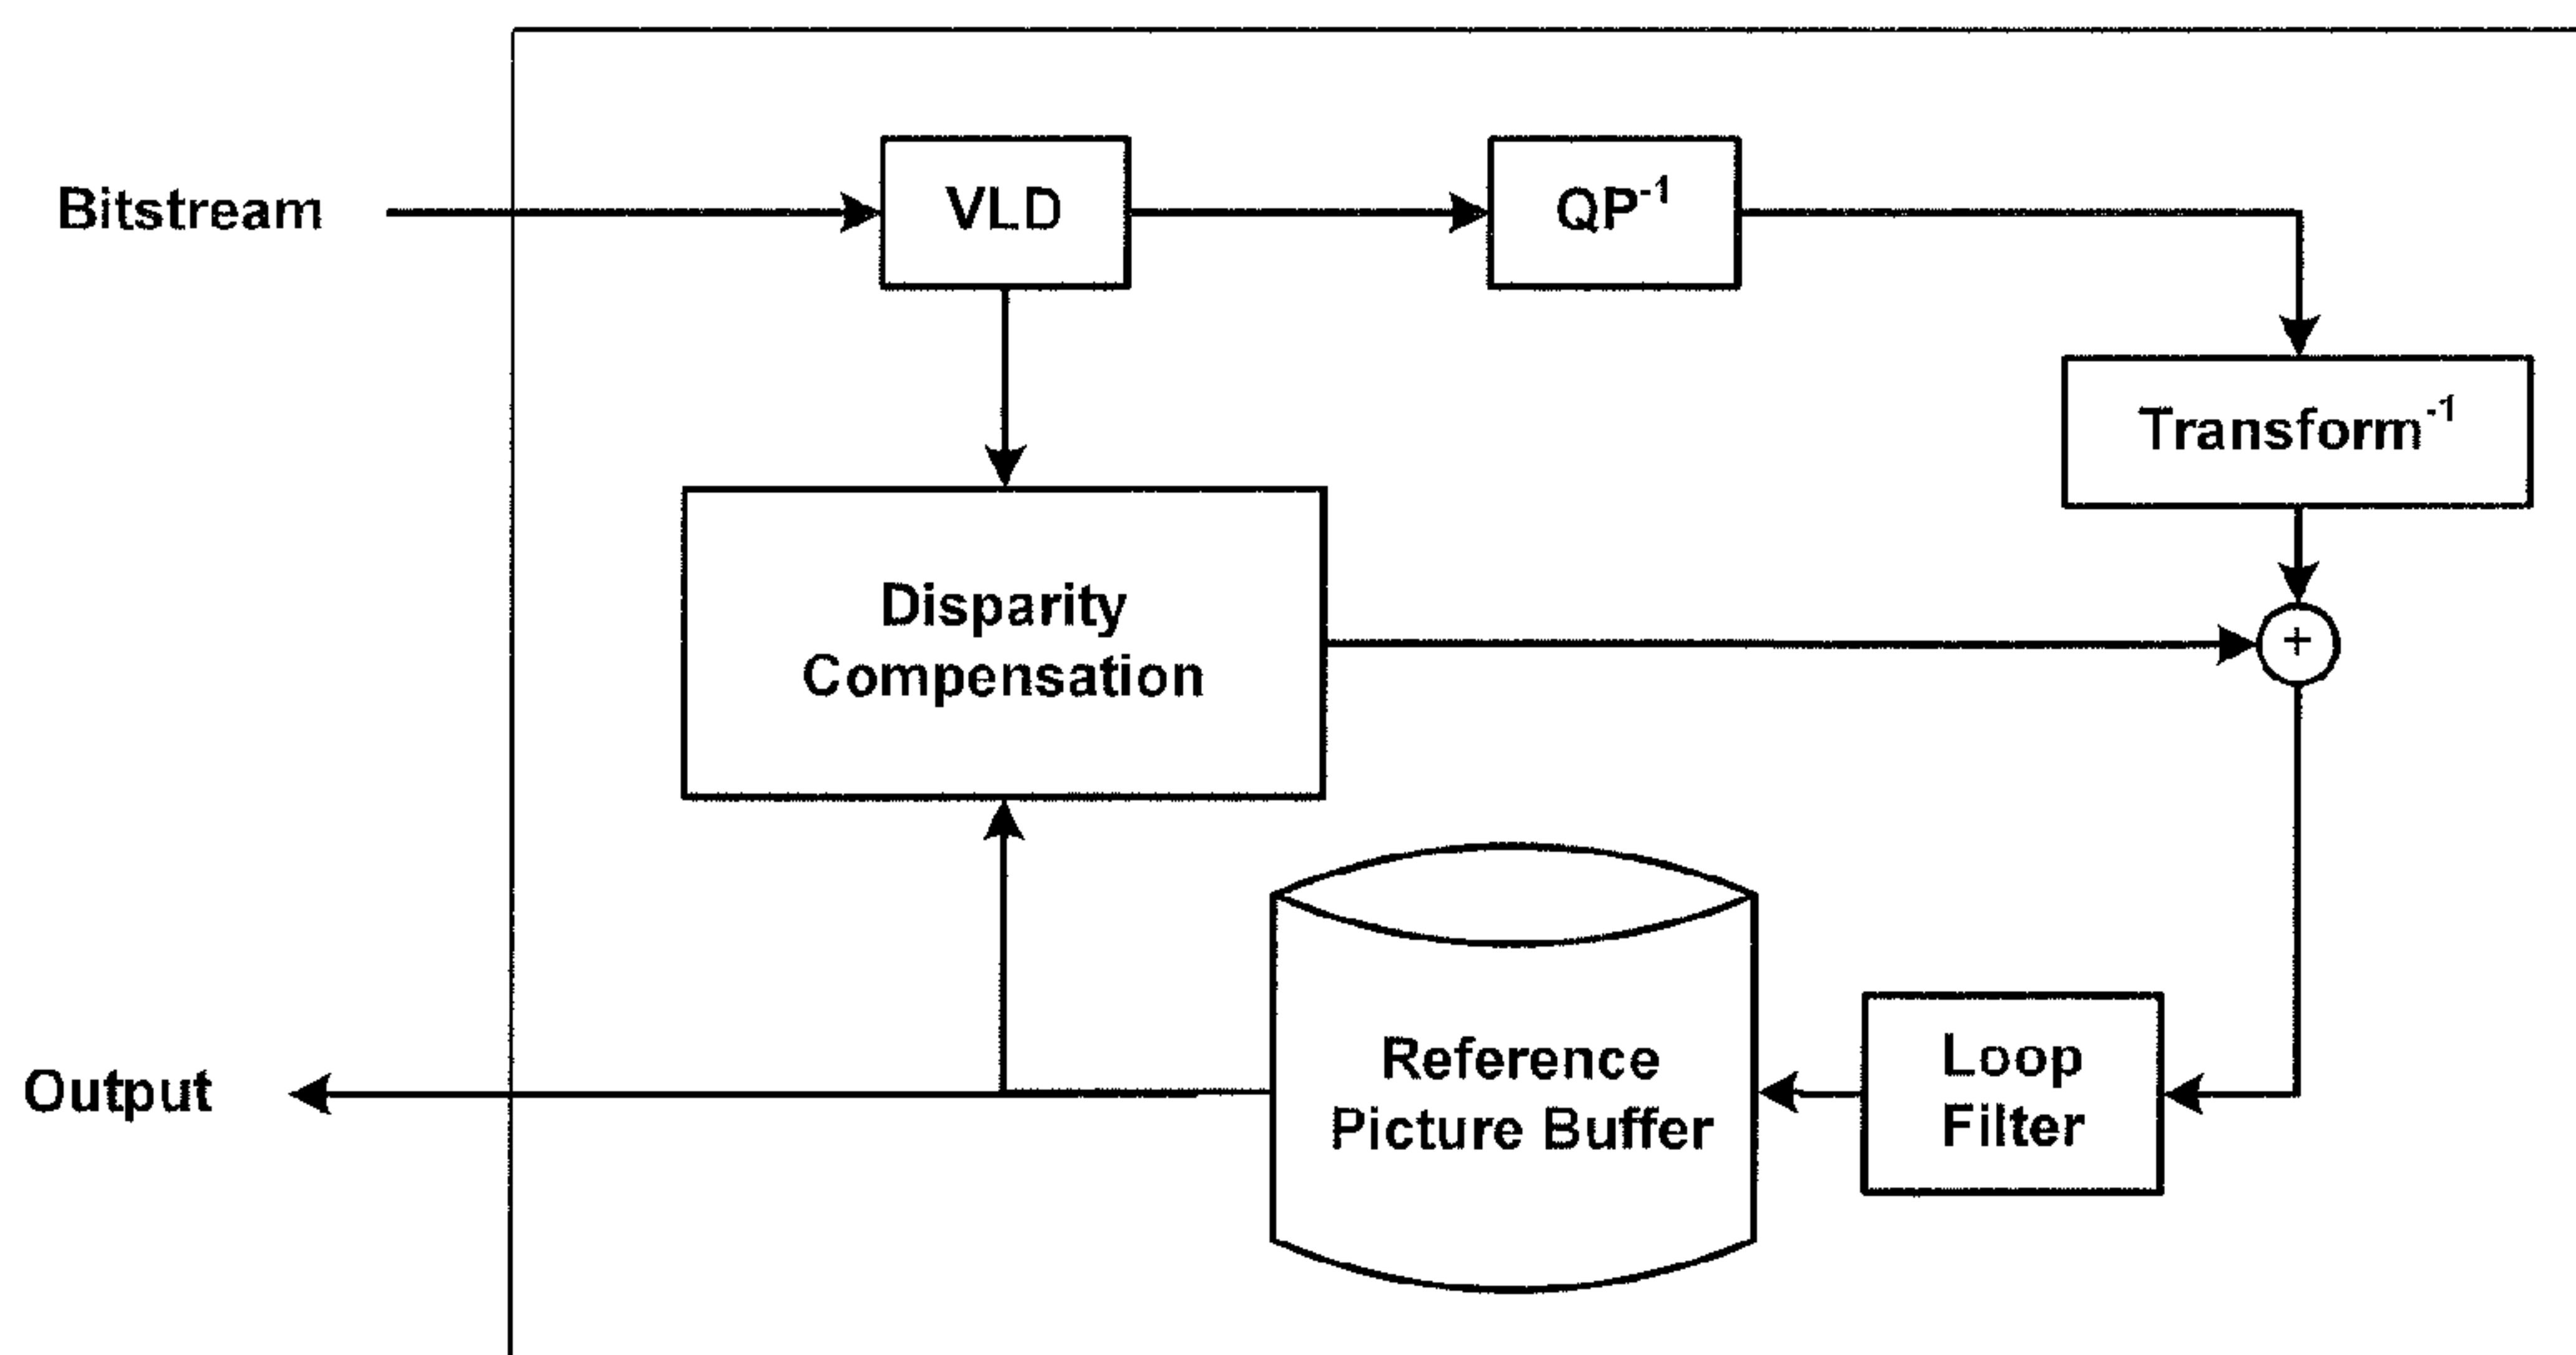 Bitstream
VLD
QP⁻¹
Transform⁻¹
Disparity
Compensation
+
Reference
Picture Buffer
Loop
Filter
Output